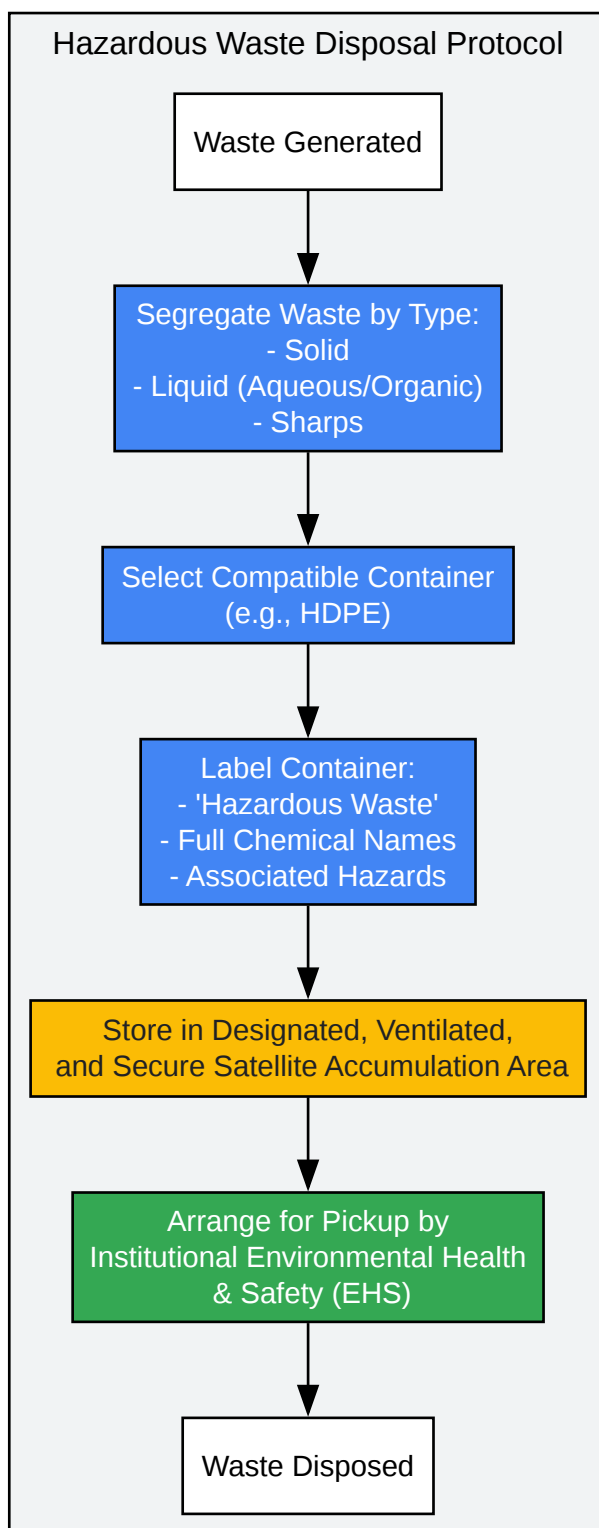 Hazardous Waste Disposal Protocol
Waste Generated
Segregate Waste by Type:
- Solid
- Liquid (Aqueous/Organic)
- Sharps
Select Compatible Container
(e.g., HDPE)
Label Container:
- 'Hazardous Waste'
- Full Chemical Names
- Associated Hazards
Store in Designated, Ventilated,
and Secure Satellite Accumulation Area
Arrange for Pickup by
Institutional Environmental Health
& Safety (EHS)
Waste Disposed